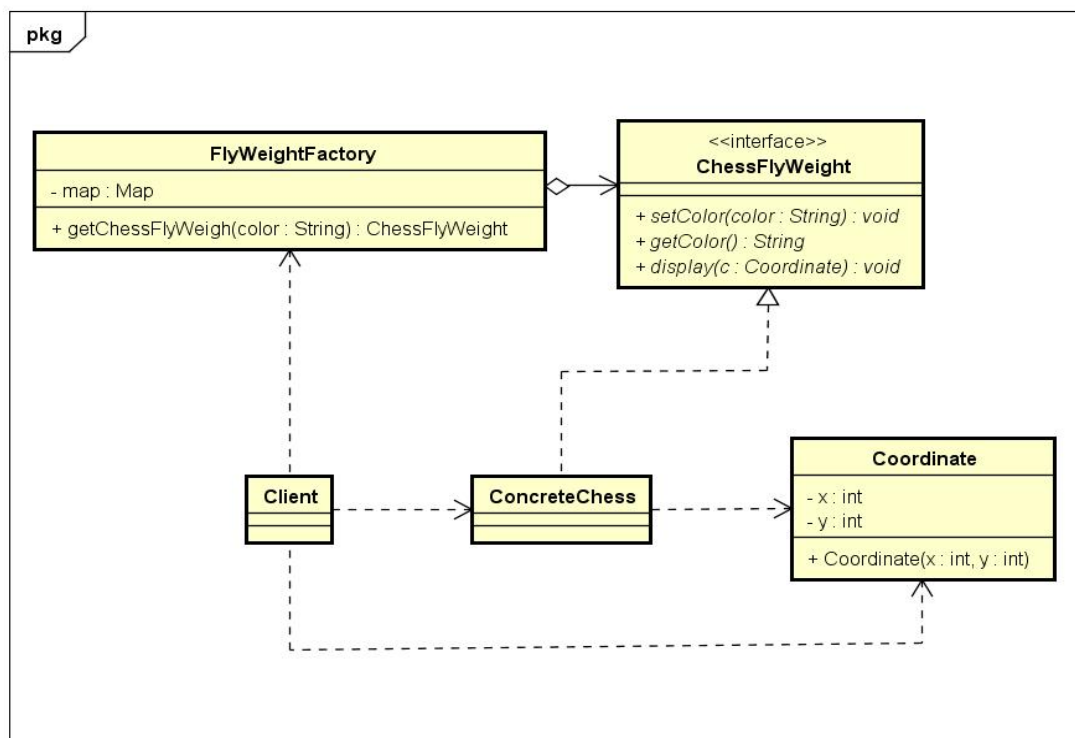 pkg
FlyWeightFactory
- map : Map
+ getChessFlyWeigh(color : String) : ChessFlyWeight
<<interface>>
ChessFlyWeight
+ setColor(color : String) : void
+ getColor() : String
+ display(c : Coordinate) : void
Client
ConcreteChess
Coordinate
- x : int
- y : int
+ Coordinate(x : int, y : int)